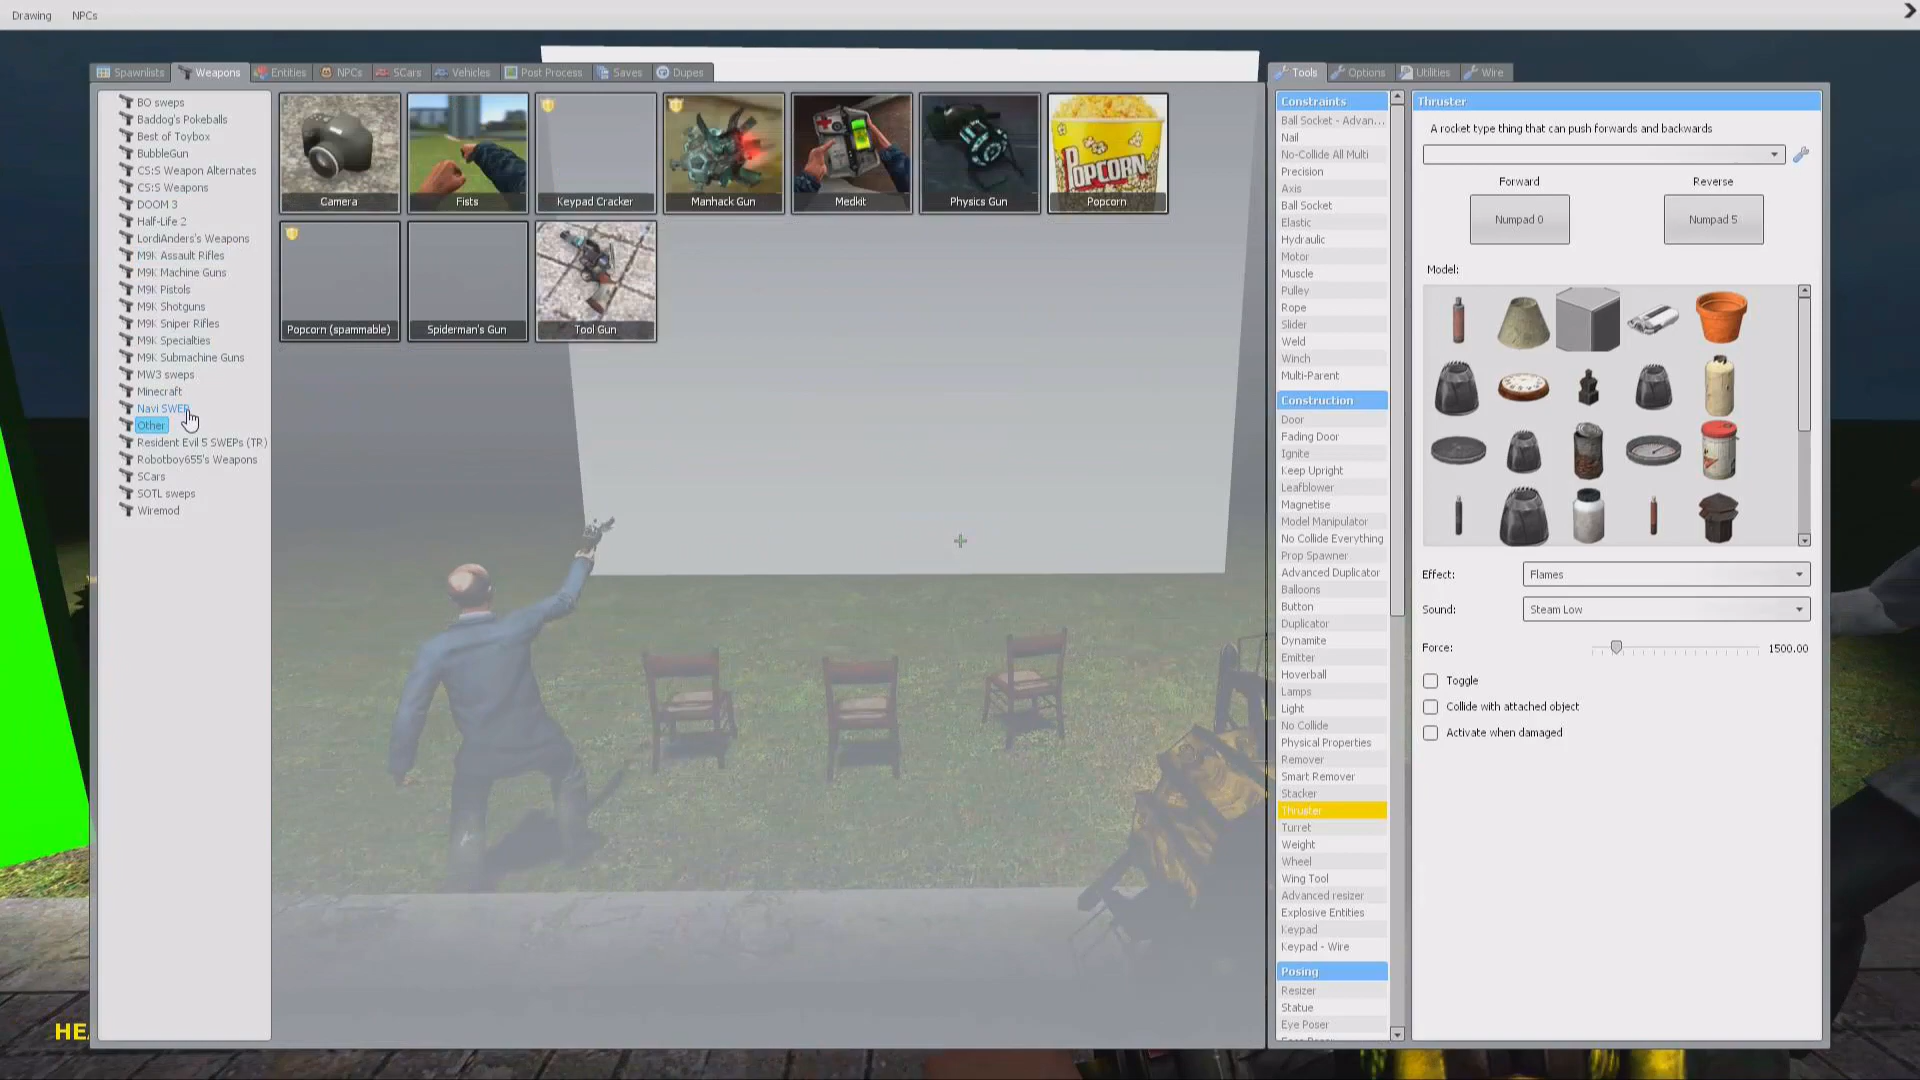 Drawing NPCs
Spawnlists Weapons Entities NPCs SCars Vehicles Post Process Saves Dupes
BO sweps
Baddog's Pokeballs
Best of Toybox
BubbleGun
CS:S Weapon Alternates
CS:S Weapons
DOOM 3
Half-Life 2
LordiAnders's Weapons
M9K Assault Rifles
M9K Machine Guns
M9K Pistols
M9K Shotguns
M9K Sniper Rifles
M9K Specialties
M9K Submachine Guns
MW3 sweps
Minecraft
Navi SWEP
Other
Resident Evil 5 SWEPs (TR)
Robotboy655's Weapons
SCars
SOTL sweps
Wiremod
Camera
Fists
Keypad Cracker
Manhack Gun
Medkit
Physics Gun
POPCORN
Popcorn
Popcorn (spammable)
Spiderman's Gun
Tool Gun
Tools Options Utilities Wire
Constraints
Ball Socket - Advan...
Nail
No-Collide All Multi
Precision
Axis
Ball Socket
Elastic
Hydraulic
Motor
Muscle
Pulley
Rope
Slider
Weld
Winch
Multi-Parent
Construction
Door
Fading Door
Ignite
Keep Upright
Leafblower
Magnetise
Model Manipulator
No Collide Everything
Prop Spawner
Advanced Duplicator
Balloons
Button
Duplicator
Dynamite
Emitter
Hoverball
Lamps
Light
No Collide
Physical Properties
Remover
Smart Remover
Stacker
Thruster
Turret
Weight
Wheel
Wing Tool
Advanced resizer
Explosive Entities
Keypad
Keypad - Wire
Posing
Resizer
Statue
Eye Poser
Thruster
A rocket type thing that can push forwards and backwards
Forward Reverse
Numpad 0 Numpad 5
Model:
Effect: Flames
Sound: Steam Low
Force: 1500.00
Toggle
Collide with attached object
Activate when damaged